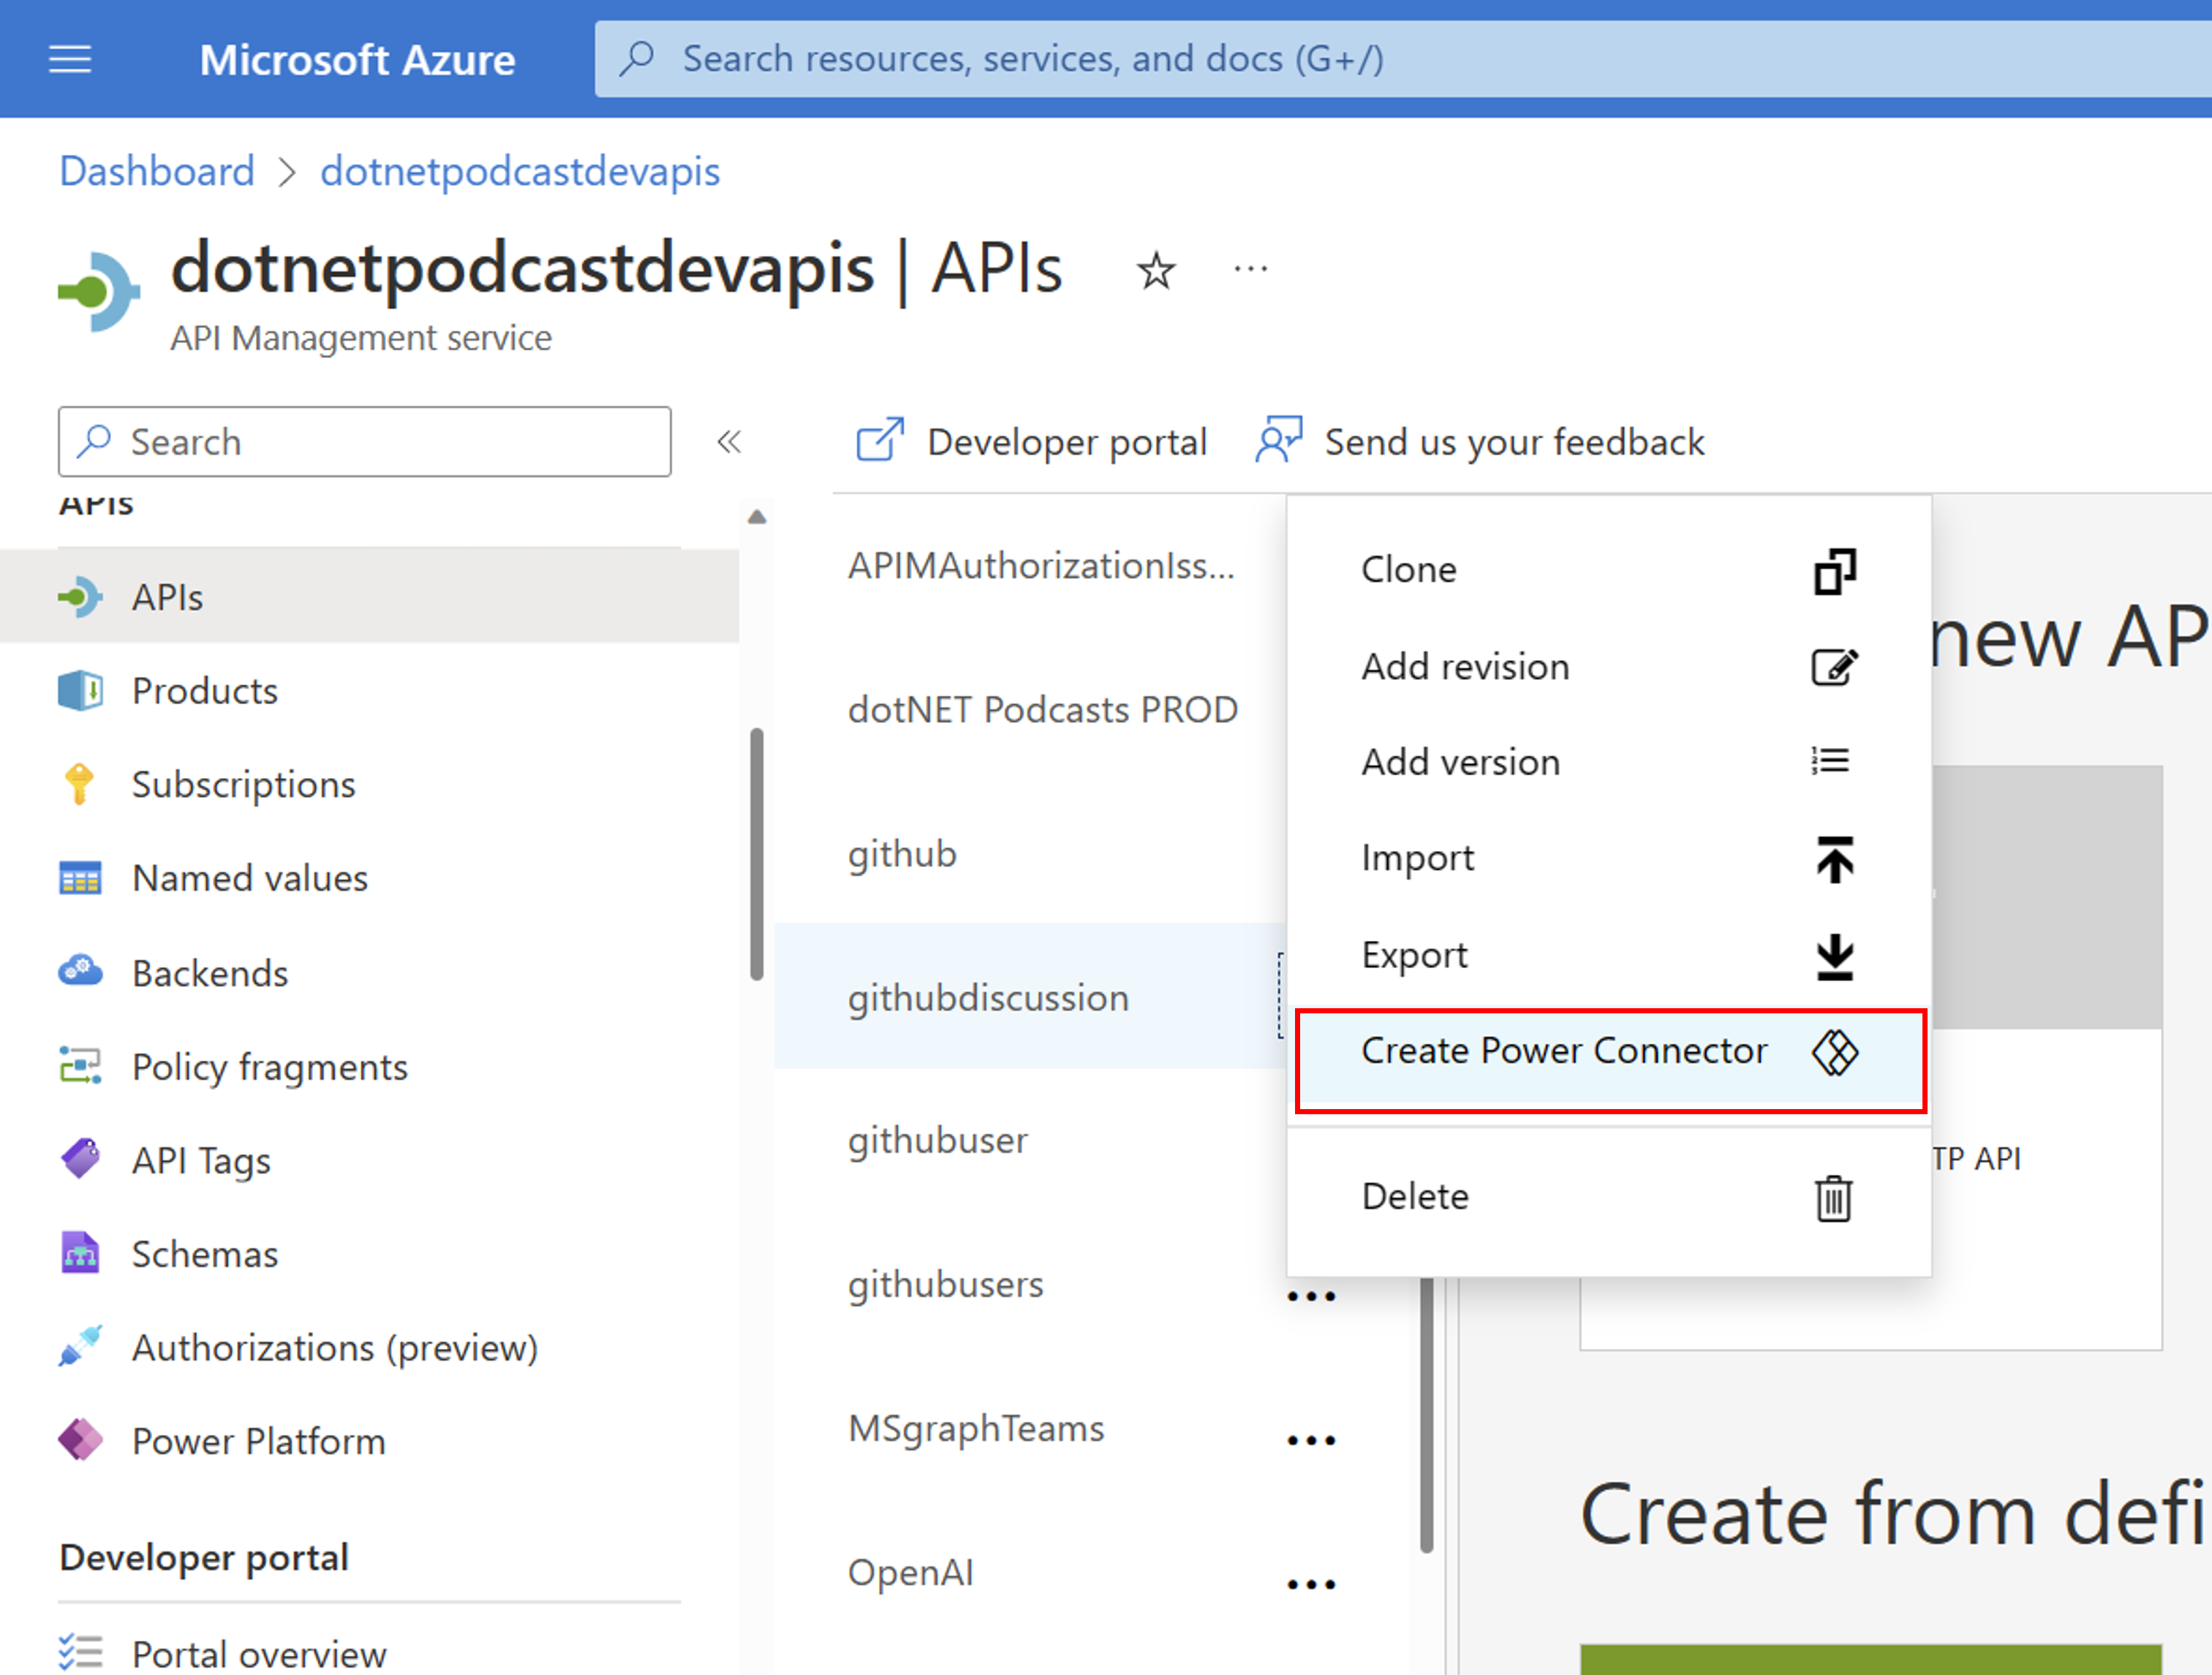 Microsoft Azure
Search resources, services, and docs (G+/)
Dashboard > dotnetpodcastdevapis
dotnetpodcastdevapis | APIs
API Management service
Search
Developer portal
Send us your feedback
APIs
APIs
Products
Subscriptions
Named values
Backends
Policy fragments
API Tags
Schemas
Authorizations (preview)
Power Platform
Developer portal
Portal overview
APIMAuthorizationIss...
dotNET Podcasts PROD
github
githubdiscussion
githubuser
githubusers
MSgraphTeams
OpenAI
Clone
Add revision
Add version
Import
Export
Create Power Connector
Delete
new AP
TP API
Create from defi